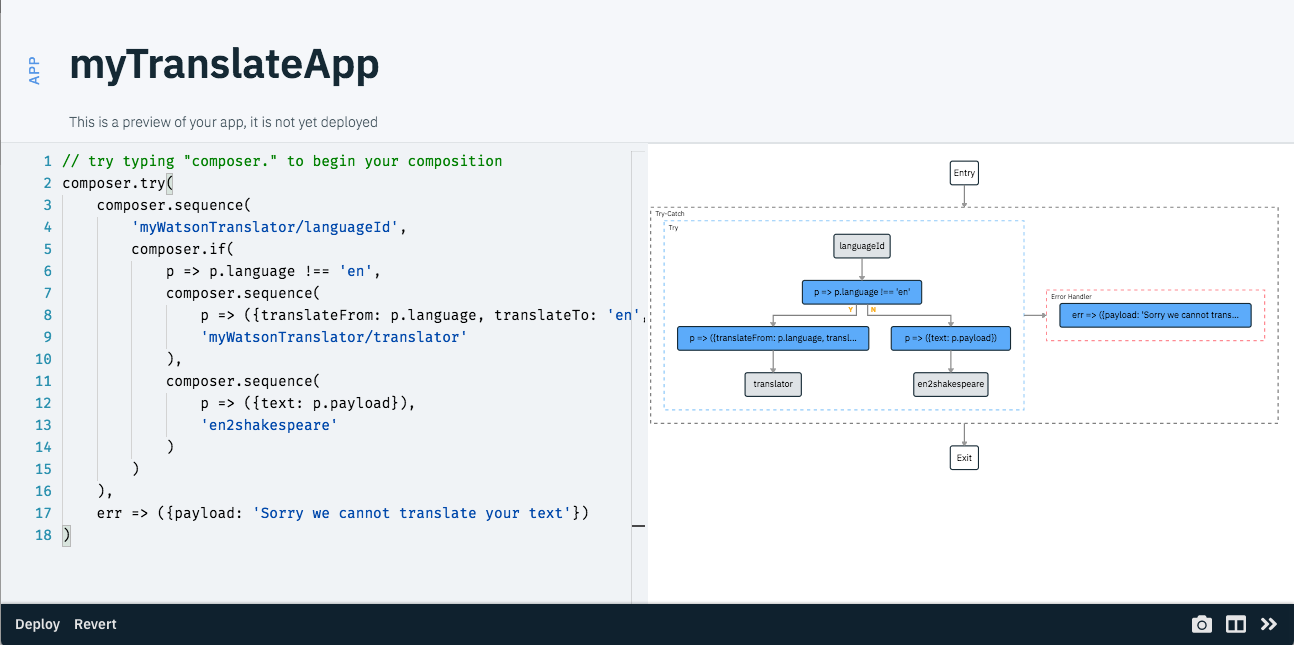 APP
myTranslateApp
This is a preview of your app, it is not yet deployed
1 // try typing "composer." to begin your composition
2 composer.try(
3 composer.sequence(
4 'myWatsonTranslator/languageId',
5 composer.if(
6 p => p.language !== 'en',
7 composer.sequence(
8 p => ({translateFrom: p.language, translateTo: 'en',
9 'myWatsonTranslator/translator'
10 ),
11 composer.sequence(
12 p => ({text: p.payload}),
13 'en2shakespeare'
14 )
15 )
16 ),
17 err => ({payload: 'Sorry we cannot translate your text'})
18 )
Entry
Try-Catch
Try
languageId
p => p.language !== 'en'
Y N
p => ({translateFrom: p.language, transl...
p => ({text: p.payload})
translator
en2shakespeare
Error Handler
err => ({payload: 'Sorry we cannot trans...
Exit
Deploy Revert